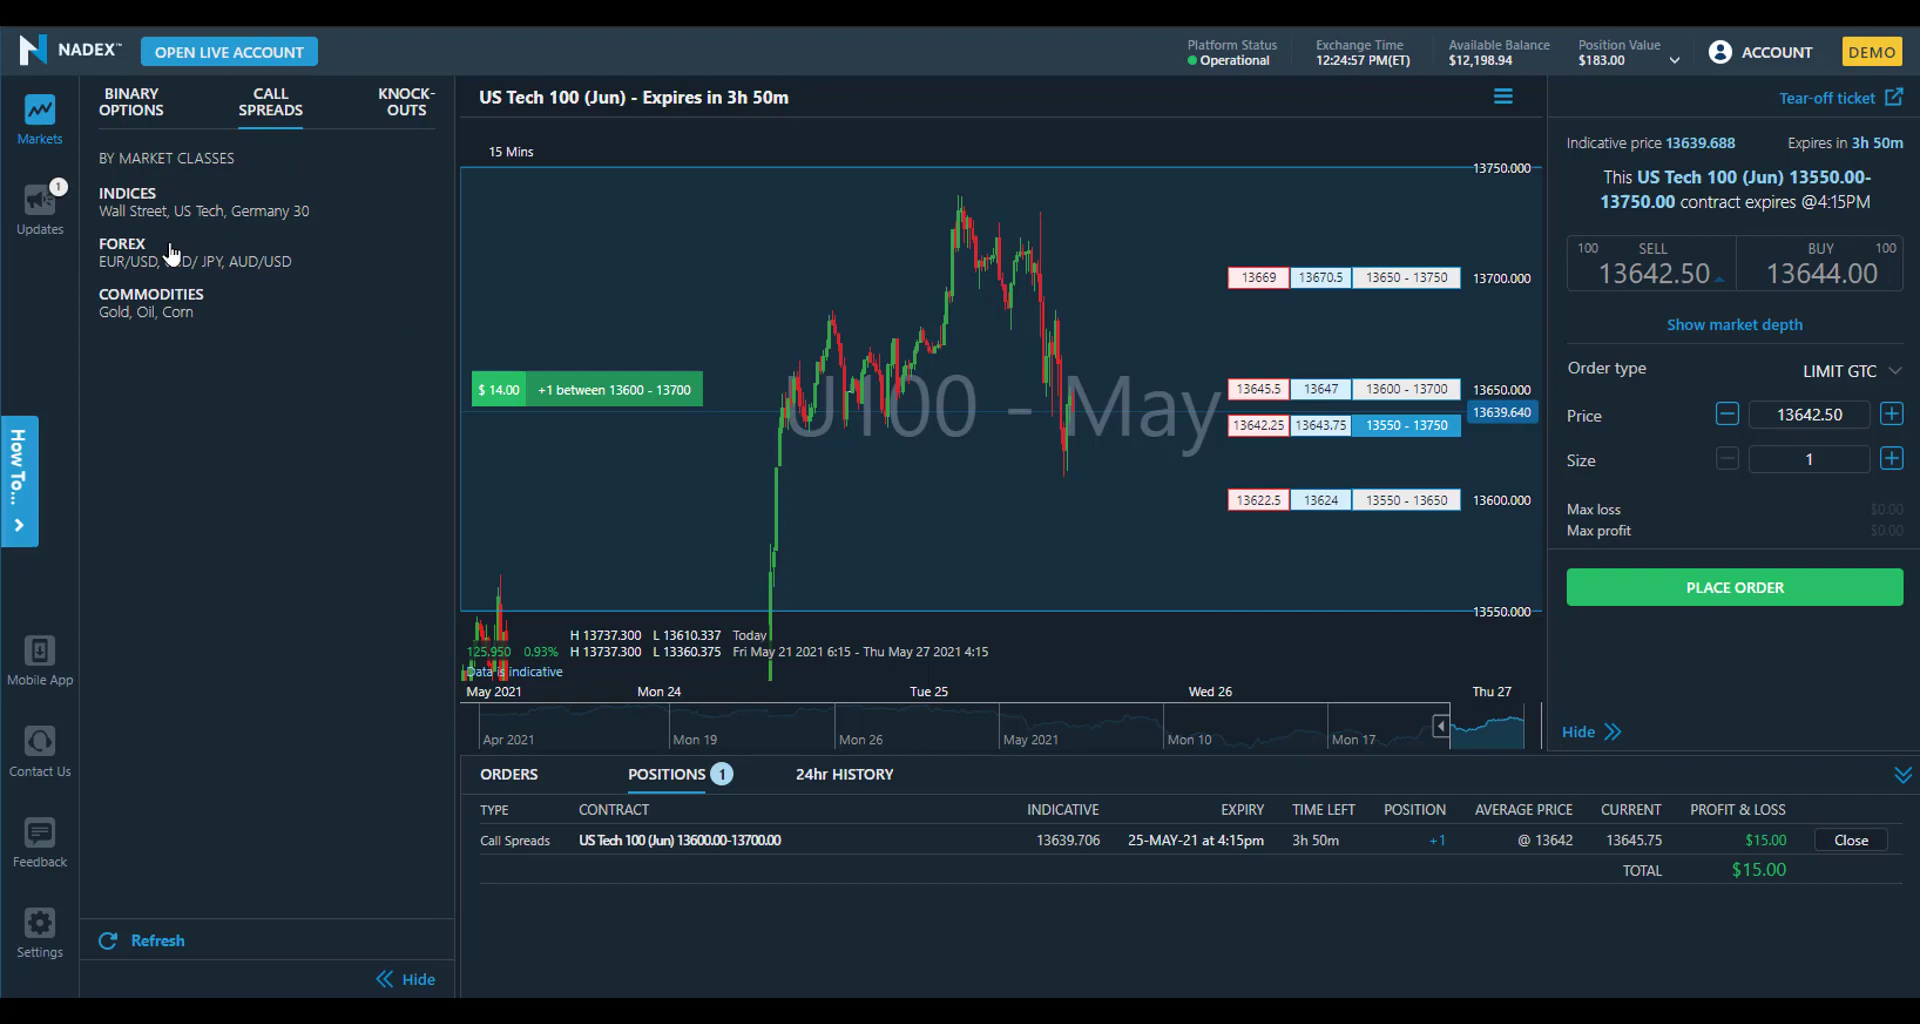 NADEX™
OPEN LIVE ACCOUNT
Platform Status
Operational
Exchange Time
12:24:57 PM(ET)
Available Balance
$12,198.94
Position Value
$183.00
ACCOUNT
DEMO
Markets
1
Updates
How To...
Mobile App
Contact Us
Feedback
Settings
BINARY
OPTIONS
CALL
SPREADS
KNOCK-
OUTS
BY MARKET CLASSES
INDICES
Wall Street, US Tech, Germany 30
FOREX
EUR/USD, / JPY, AUD/USD
COMMODITIES
Gold, Oil, Corn
Refresh
Hide
US Tech 100 (Jun) - Expires in 3h 50m
15 Mins
13750.000
13669 13670.5 13650 - 13750 13700.000
$ 14.00 +1 between 13600 - 13700
U100 - May
13645.5 13647 13600 - 13700 13650.000
13639.640
13642.25 13643.75 13550 - 13750
13622.5 13624 13550 - 13650 13600.000
13550.000
H 13737.300 L 13610.337 Today
125.950 0.93% H 13737.300 L 13360.375 Fri May 21 2021 6:15 - Thu May 27 2021 4:15
Data is indicative
May 2021 Mon 24 Tue 25 Wed 26 Thu 27
Apr 2021 Mon 19 Mon 26 May 2021 Mon 10 Mon 17
Tear-off ticket
Indicative price 13639.688 Expires in 3h 50m
This US Tech 100 (Jun) 13550.00-
13750.00 contract expires @4:15PM
100 SELL BUY 100
13642.50 13644.00
Show market depth
Order type LIMIT GTC
Price 13642.50
Size 1
Max loss $0.00
Max profit $0.00
PLACE ORDER
Hide
ORDERS POSITIONS 1 24hr HISTORY
TYPE CONTRACT INDICATIVE EXPIRY TIME LEFT POSITION AVERAGE PRICE CURRENT PROFIT & LOSS
Call Spreads US Tech 100 (Jun) 13600.00-13700.00 13639.706 25-MAY-21 at 4:15pm 3h 50m +1 @ 13642 13645.75 $15.00 Close
TOTAL $15.00